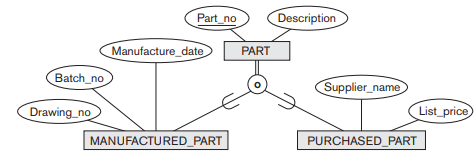 Part_no
Description
Manufacture_date
PART
Batch_no
o
Supplier_name
Drawing_no
List_price
MANUFACTURED_PART
PURCHASED_PART